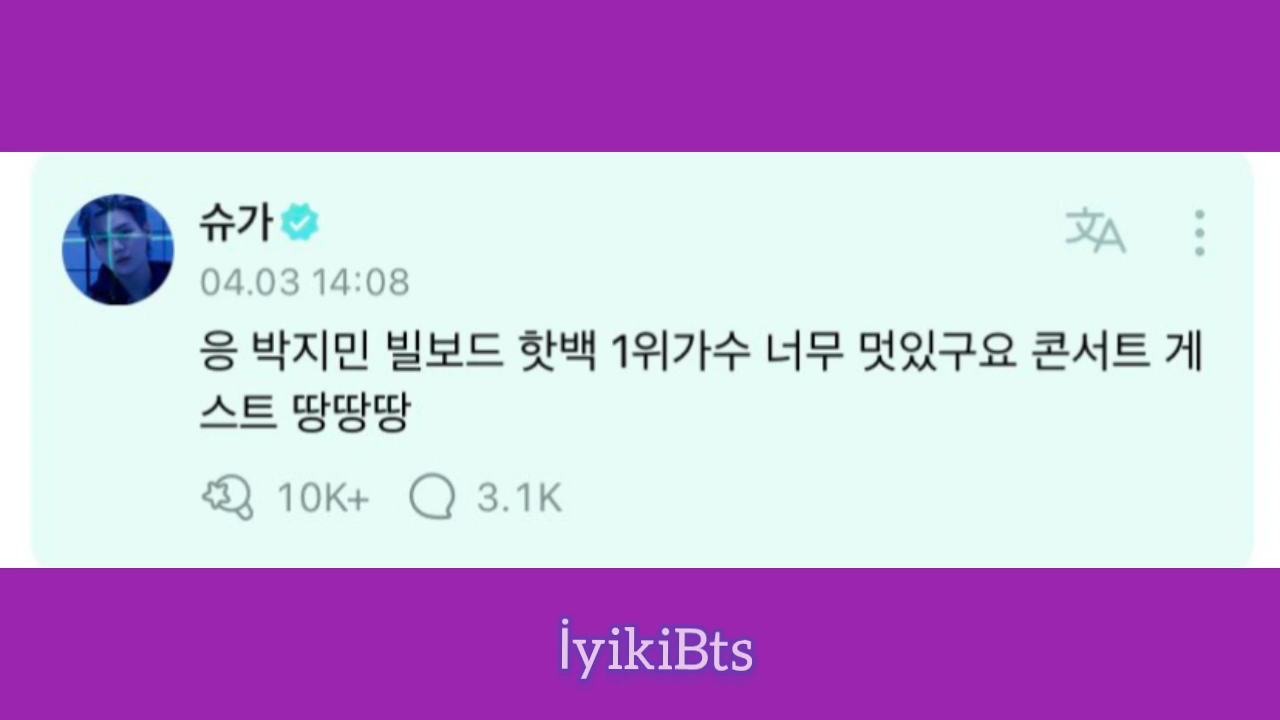 슈가
04.03 14:08
응 박지민 빌보드 핫백 1위가수 너무 멋있구요 콘서트 게
스트 땅땅땅
10K+ 3.1K
İyikiBts